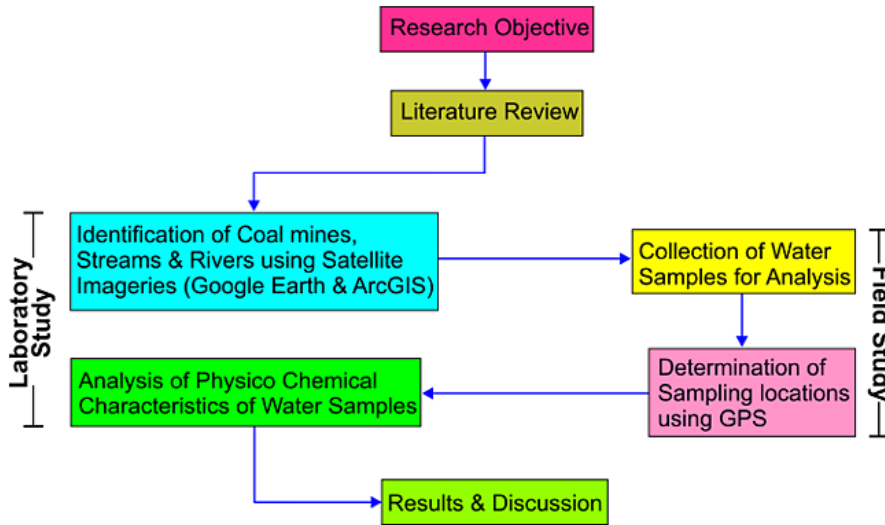 Research Objective
Literature Review
Laboratory
Study
Identification of Coal mines,
Streams & Rivers using Satellite
Imageries (Google Earth & ArcGIS)
Collection of Water
Samples for Analysis
Field Study
Determination of
Sampling locations
using GPS
Analysis of Physico Chemical
Characteristics of Water Samples
Results & Discussion